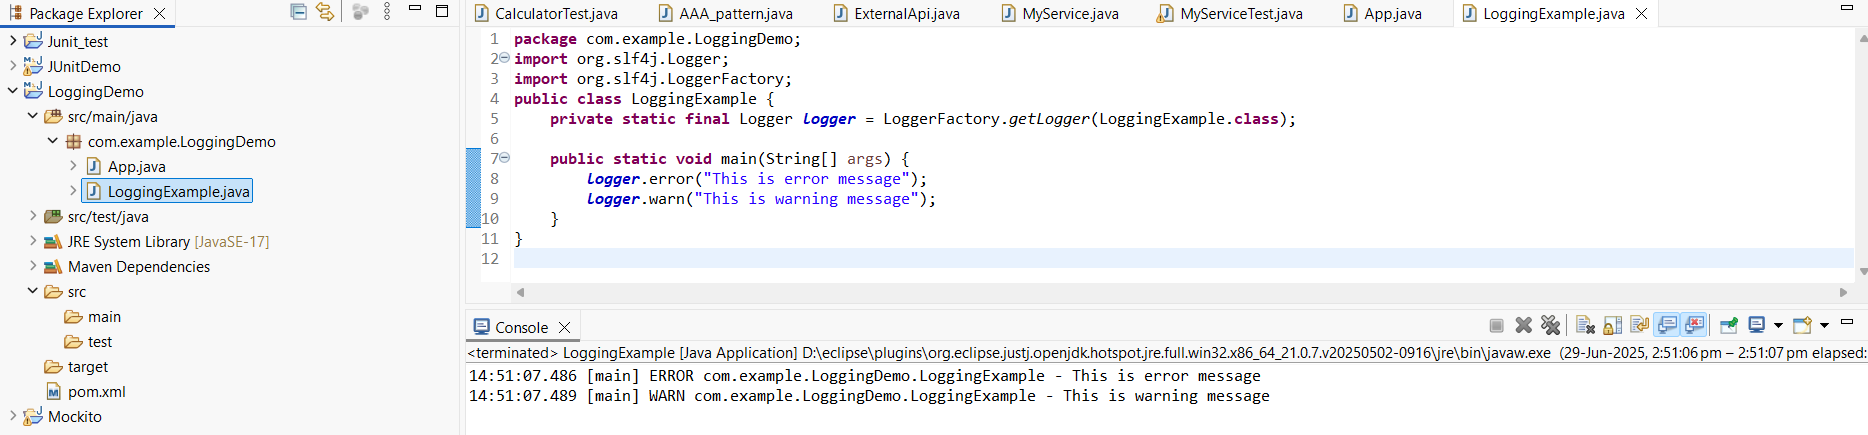 Package Explorer
Junit_test
JUnitDemo
LoggingDemo
src/main/java
com.example.LoggingDemo
App.java
LoggingExample.java
src/test/java
JRE System Library [JavaSE-17]
Maven Dependencies
src
main
test
target
pom.xml
Mockito
CalculatorTest.java AAA_pattern.java ExternalApi.java MyService.java MyServiceTest.java App.java LoggingExample.java
1 package com.example.LoggingDemo;
2 import org.slf4j.Logger;
3 import org.slf4j.LoggerFactory;
4 public class LoggingExample {
5     private static final Logger logger = LoggerFactory.getLogger(LoggingExample.class);
6
7     public static void main(String[] args) {
8         logger.error("This is error message");
9         logger.warn("This is warning message");
10     }
11 }
12
Console
<terminated> LoggingExample [Java Application] D:\eclipse\plugins\org.eclipse.justj.openjdk.hotspot.jre.full.win32.x86_64_21.0.7.v20250502-0916\jre\bin\javaw.exe (29-Jun-2025, 2:51:06 pm – 2:51:07 pm elapsed:
14:51:07.486 [main] ERROR com.example.LoggingDemo.LoggingExample - This is error message
14:51:07.489 [main] WARN com.example.LoggingDemo.LoggingExample - This is warning message